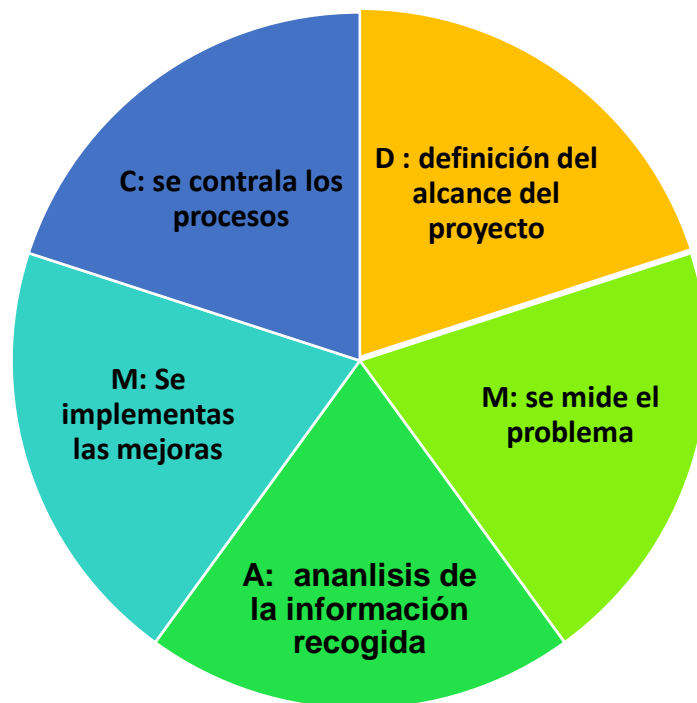 D : definición del
alcance del
proyecto
M: se mide el
problema
A: ananlisis de
la información
recogida
M: Se
implementas
las mejoras
C: se contrala los
procesos